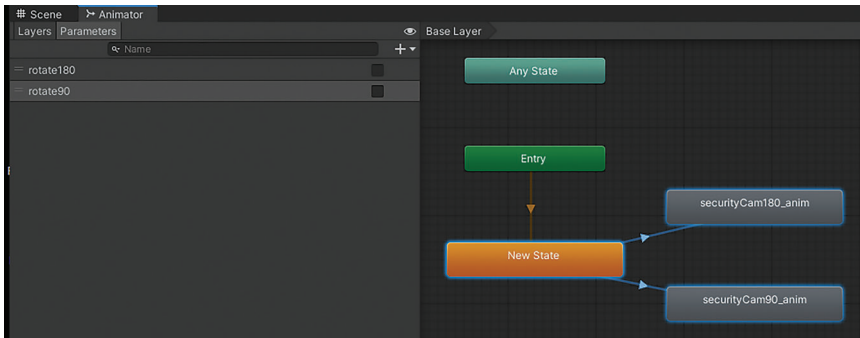 Scene Animator
Layers Parameters
Base Layer
Name
rotate180
rotate90
Any State
Entry
New State
securityCam180_anim
securityCam90_anim